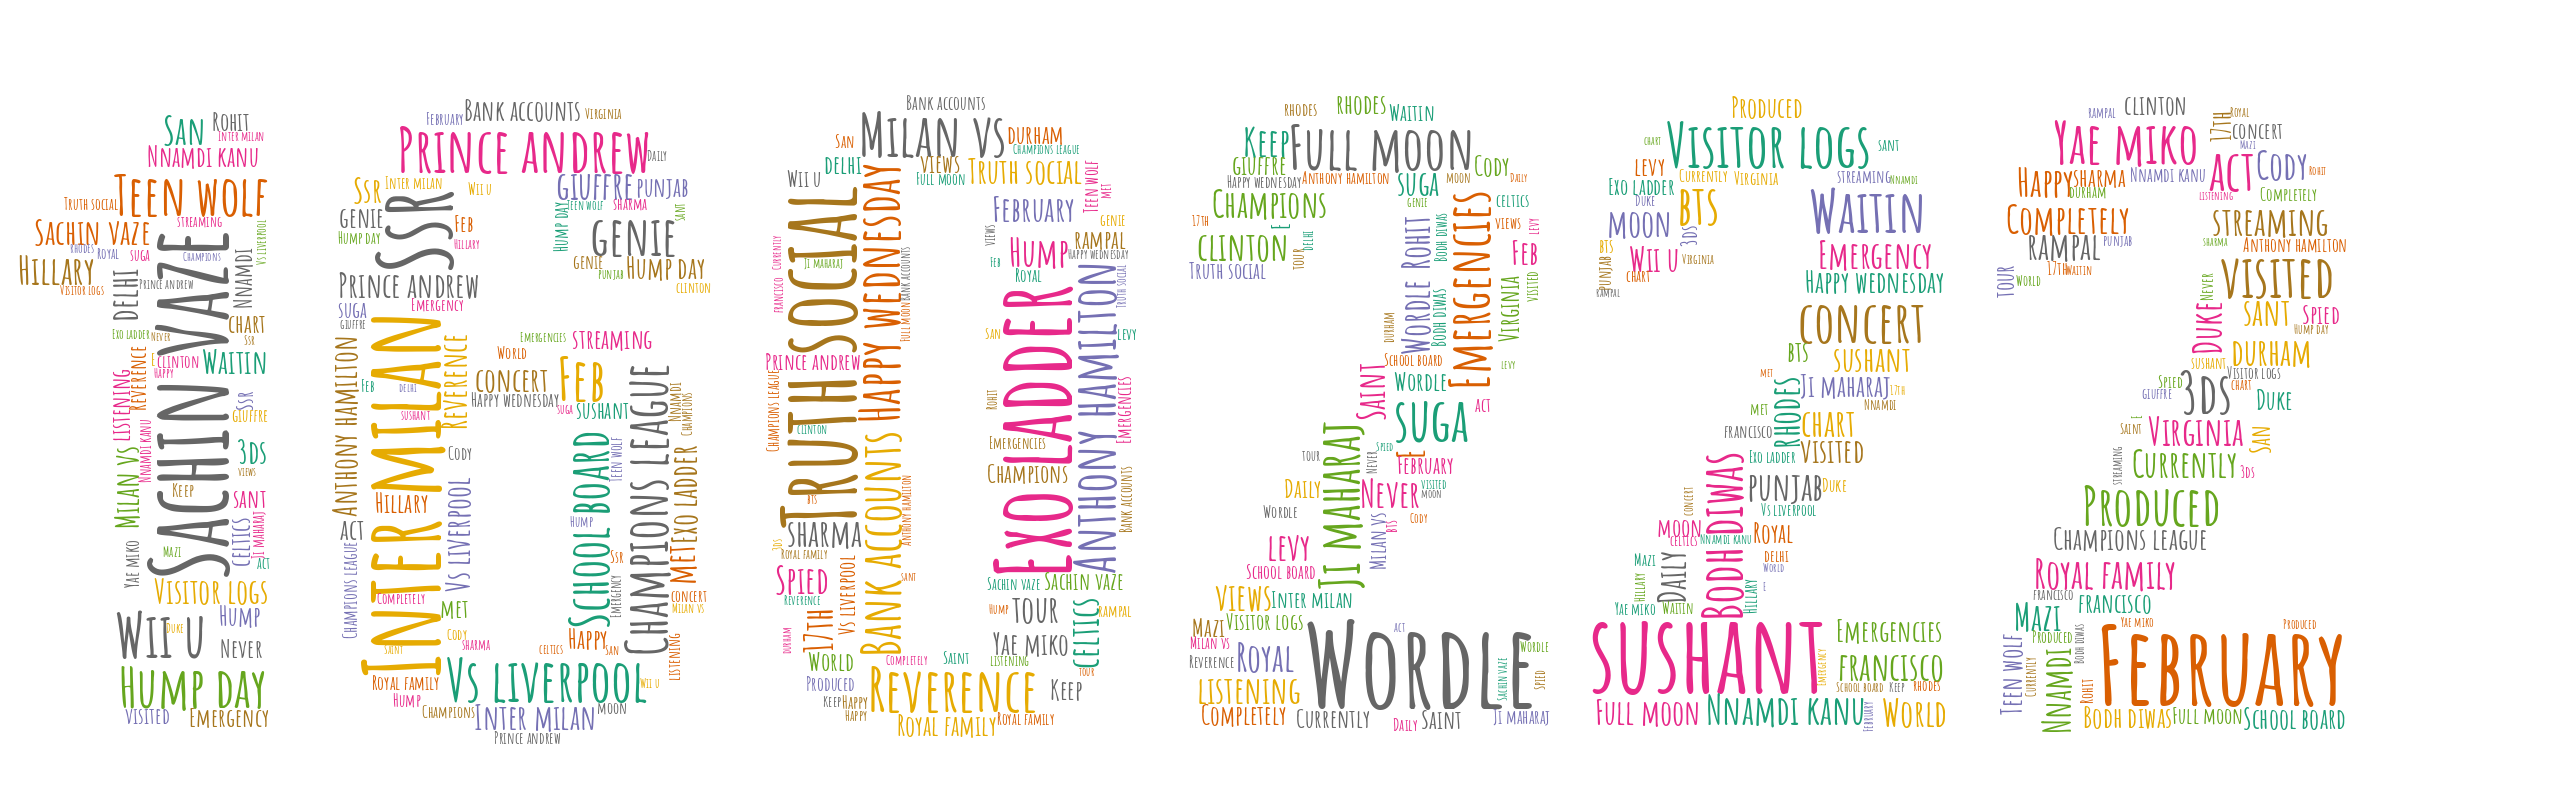 San
Rohit
Inter milan
Nnamdi kanu
Teen wolf
Truth social
streaming
Sachin vaze
Rhodes
Royal
suga
Champions
Vs liverpool
Hillary
Visitor logs
Delhi
Prince andrew
Nnamdi
Sachin vaze
chart
Exo ladder
Never
Ssr
Reverence
E
clinton
Waitin
Happy
listening
SSR
Giuffre
Nnamdi kanu
Milan vs
3ds
views
Keep
sant
Celtics
Ji maharaj
Mazi
Yae miko
act
Visitor logs
Hump
Wii u
Duke
Never
Hump day
visited
Emergency
Bank accounts
Virginia
February
Prince andrew
Daily
Ssr
Inter milan
Wii u
giuffre
punjab
SSR
genie
Hump day
Feb
Hillary
Teen wolf
sharma
sant
Hump day
genie
genie
punjab
Hump day
clinton
Prince andrew
Emergency
suga
giuffre
Inter milan
Anthony hamilton
Feb
Delhi
sushant
Reverence
Emergencies
streaming
World
concert
Feb
Happy wednesday
suga
sushant
Champions league
Nnamdi
Champions
Cody
Hillary
act
Vs liverpool
School board
Teen wolf
Hump
Ssr
Emergency
Exo ladder
met
concert
Milan vs
Champions league
completely
met
Cody
sharma
saint
Happy
san
celtics
listening
Royal family
Vs liverpool
Wii u
Hump
Champions
Inter milan
moon
Prince andrew
Bank accounts
Milan vs
Durham
Champions league
San
Delhi
views
Full moon
Truth social
Teen wolf
met
Wii u
Truth social
Happy wednesday
Currently
Francisco
Ji maharaj
Bank accounts
Full moon
February
genie
views
Hump
rampal
Happy wednesday
Feb
Royal
Truth social
Exo ladder
Anthony hamilton
San
Levy
Prince andrew
Champions league
Rohit
Emergencies
clinton
Emergencies
Champions
Bank accounts
Bank accounts
Anthony hamilton
BTS
sharma
3ds
Royal family
Spied
Reverence
Vs liverpool
sant
Sachin vaze
Sachin vaze
17th
Durham
Hump
tour
celtics
rampal
Yae miko
World
completely
Saint
listening
tour
Produced
Reverence
Keep
Keep
Happy
Happy
Royal family
Royal family
Rhodes
Rhodes
Waitin
Keep
Full moon
giuffre
Cody
Daily
Happy wednesday
Anthony hamilton
suga
moon
genie
Champions
celtics
17th
E
views
Levy
clinton
Delhi
tour
Truth social
Wordle
Rohit
Bodh diwas
Emergencies
Feb
visited
Virginia
Bodh diwas
Durham
School board
Levy
Saint
Wordle
suga
act
Ji maharaj
tour
Never
Spied
E
February
Daily
Never
visited
moon
Wordle
Milan vs
BTS
Cody
Levy
School board
views
Inter milan
Mazi
Visitor logs
Milan vs
Reverence
Royal
Wordle
act
Wordle
Sachin vaze
Spied
listening
Completely
Currently
Daily
Saint
Ji maharaj
Produced
chart
Visitor logs
sant
Levy
Currently
Virginia
streaming
Nnamdi
Exo ladder
Duke
BTS
Waitin
moon
3ds
BTS
Wii u
Virginia
Emergency
punjab
chart
rampal
Happy wednesday
concert
BTS
sushant
met
Ji maharaj
17th
Rhodes
Nnamdi
met
chart
Francisco
Exo ladder
visited
Bodh diwas
punjab
Duke
concert
Vs liverpool
moon
celtics
Nnamdi kanu
Royal
Mazi
Daily
Delhi
World
Hillary
E
Hillary
Yae miko
Waitin
sushant
Emergencies
Emergency
francisco
School board
Keep
Rhodes
Full moon
Nnamdi kanu
February
World
rampal
clinton
17th
Royal
concert
Mazi
Yae miko
act
Cody
Rohit
Happy
sharma
Nnamdi kanu
Durham
listening
Completely
Completely
streaming
rampal
punjab
sharma
Anthony hamilton
17th
Waitin
tour
World
Never
visited
Duke
sant
Spied
Hump day
Durham
sushant
Visitor logs
Spied
chart
giuffre
3ds
Duke
E
Saint
Virginia
san
streaming
Currently
3ds
Produced
Champions league
Royal family
francisco
Mazi
francisco
Yae miko
Produced
Produced
Teen wolf
Currently
Nnamdi
Bodh diwas
February
Rohit
Bodh diwas
Full moon
School board